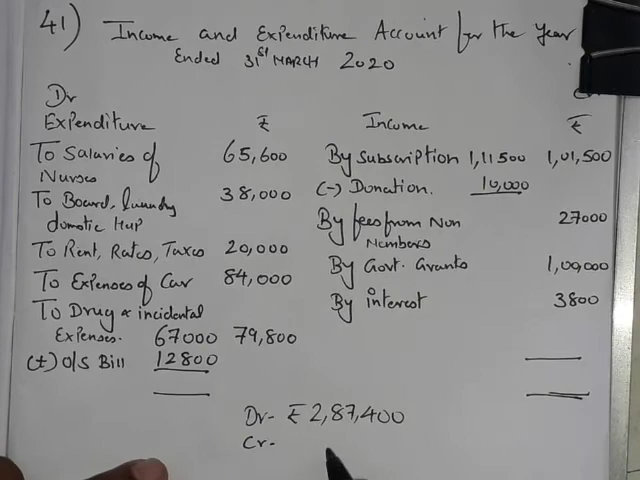 41) Income and Expenditure Account for the Year
Ended 31st MARCH 2020
Dr
Expenditure ₹ Income ₹
To Salaries of 65,600 By Subscription 1,11500 1,01,500
Nurses (-) Donation. 10,000
To Board, laundry 38,000
domotic Help By fees from Non 27000
Members
To Rent, Rates, Taxes 20,000
To Expenses of Car 84,000 By Govt. Grants 1,00,000
To Drug & incidental By interest 3800
Expenses. 67000 79,800
(+) O/S Bill 12800
Dr- ₹ 2,87,400
Cr-